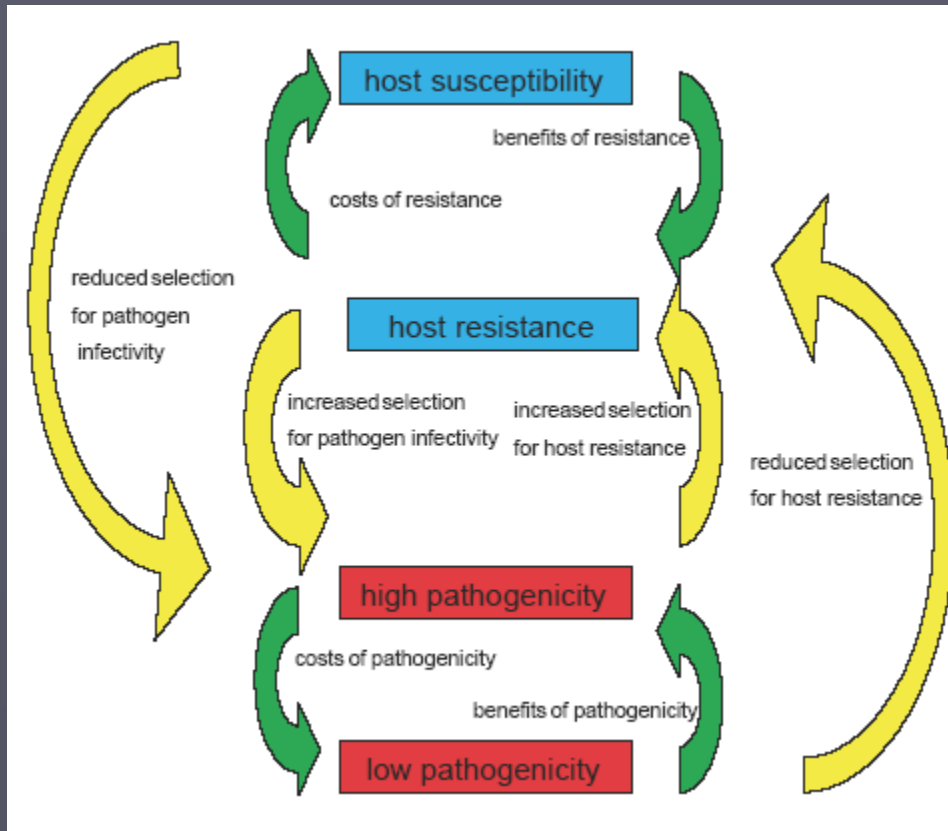 host susceptibility
benefits of resistance
costs of resistance
reduced selection
for pathogen
infectivity
host resistance
increased selection
for pathogen infectivity
increased selection
for host resistance
reduced selection
for host resistance
high pathogenicity
costs of pathogenicity
benefits of pathogenicity
low pathogenicity